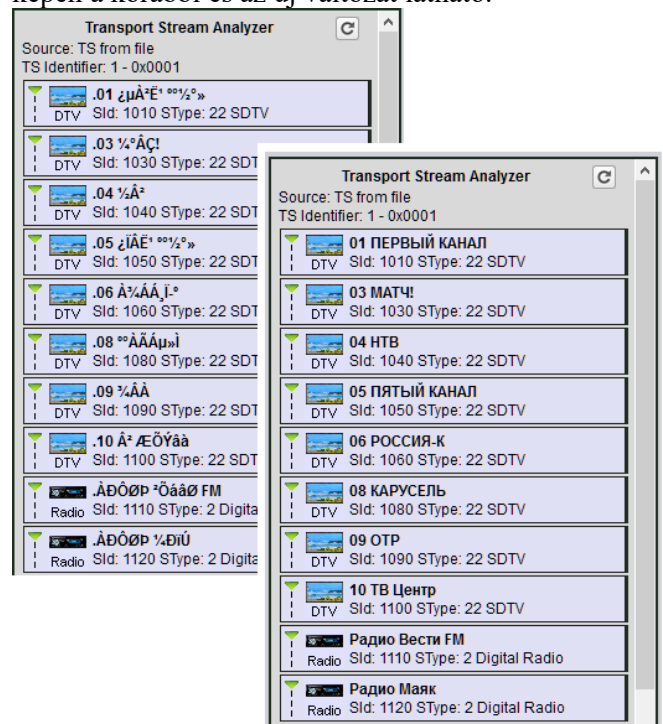 képen a korábbi és az új változat látható.
Transport Stream Analyzer
Source: TS from file
TS Identifier: 1 - 0x0001
.01 ¿µÀ²Ë¹ º°½°»
DTV SId: 1010 SType: 22 SDTV
.03 ¼°ÂÇ!
DTV SId: 1030 SType: 22 SDT
.04 ½Â²
DTV SId: 1040 SType: 22 SDT
.05 ¿ÏÂË¹ º°½°»
DTV SId: 1050 SType: 22 SDT
.06 À¾ÁÁ¸Ï-º
DTV SId: 1060 SType: 22 SDT
.08 º°ÀÃÁµ»Ì
DTV SId: 1080 SType: 22 SDT
.09 ¾ÂÀ
DTV SId: 1090 SType: 22 SDT
.10 Â² ÆÕÝâà
DTV SId: 1100 SType: 22 SDT
.ÀÐÔØÞ ²ÕáâØ FM
Radio SId: 1110 SType: 2 Digita
.ÀÐÔØÞ ¼ÐïÚ
Radio SId: 1120 SType: 2 Digita
Transport Stream Analyzer
Source: TS from file
TS Identifier: 1 - 0x0001
01 ПЕРВЫЙ КАНАЛ
DTV SId: 1010 SType: 22 SDTV
03 МАТЧ!
DTV SId: 1030 SType: 22 SDTV
04 НТВ
DTV SId: 1040 SType: 22 SDTV
05 ПЯТЫЙ КАНАЛ
DTV SId: 1050 SType: 22 SDTV
06 РОССИЯ-К
DTV SId: 1060 SType: 22 SDTV
08 КАРУСЕЛЬ
DTV SId: 1080 SType: 22 SDTV
09 ОТР
DTV SId: 1090 SType: 22 SDTV
10 ТВ Центр
DTV SId: 1100 SType: 22 SDTV
Радио Вести FM
Radio SId: 1110 SType: 2 Digital Radio
Радио Маяк
Radio SId: 1120 SType: 2 Digital Radio